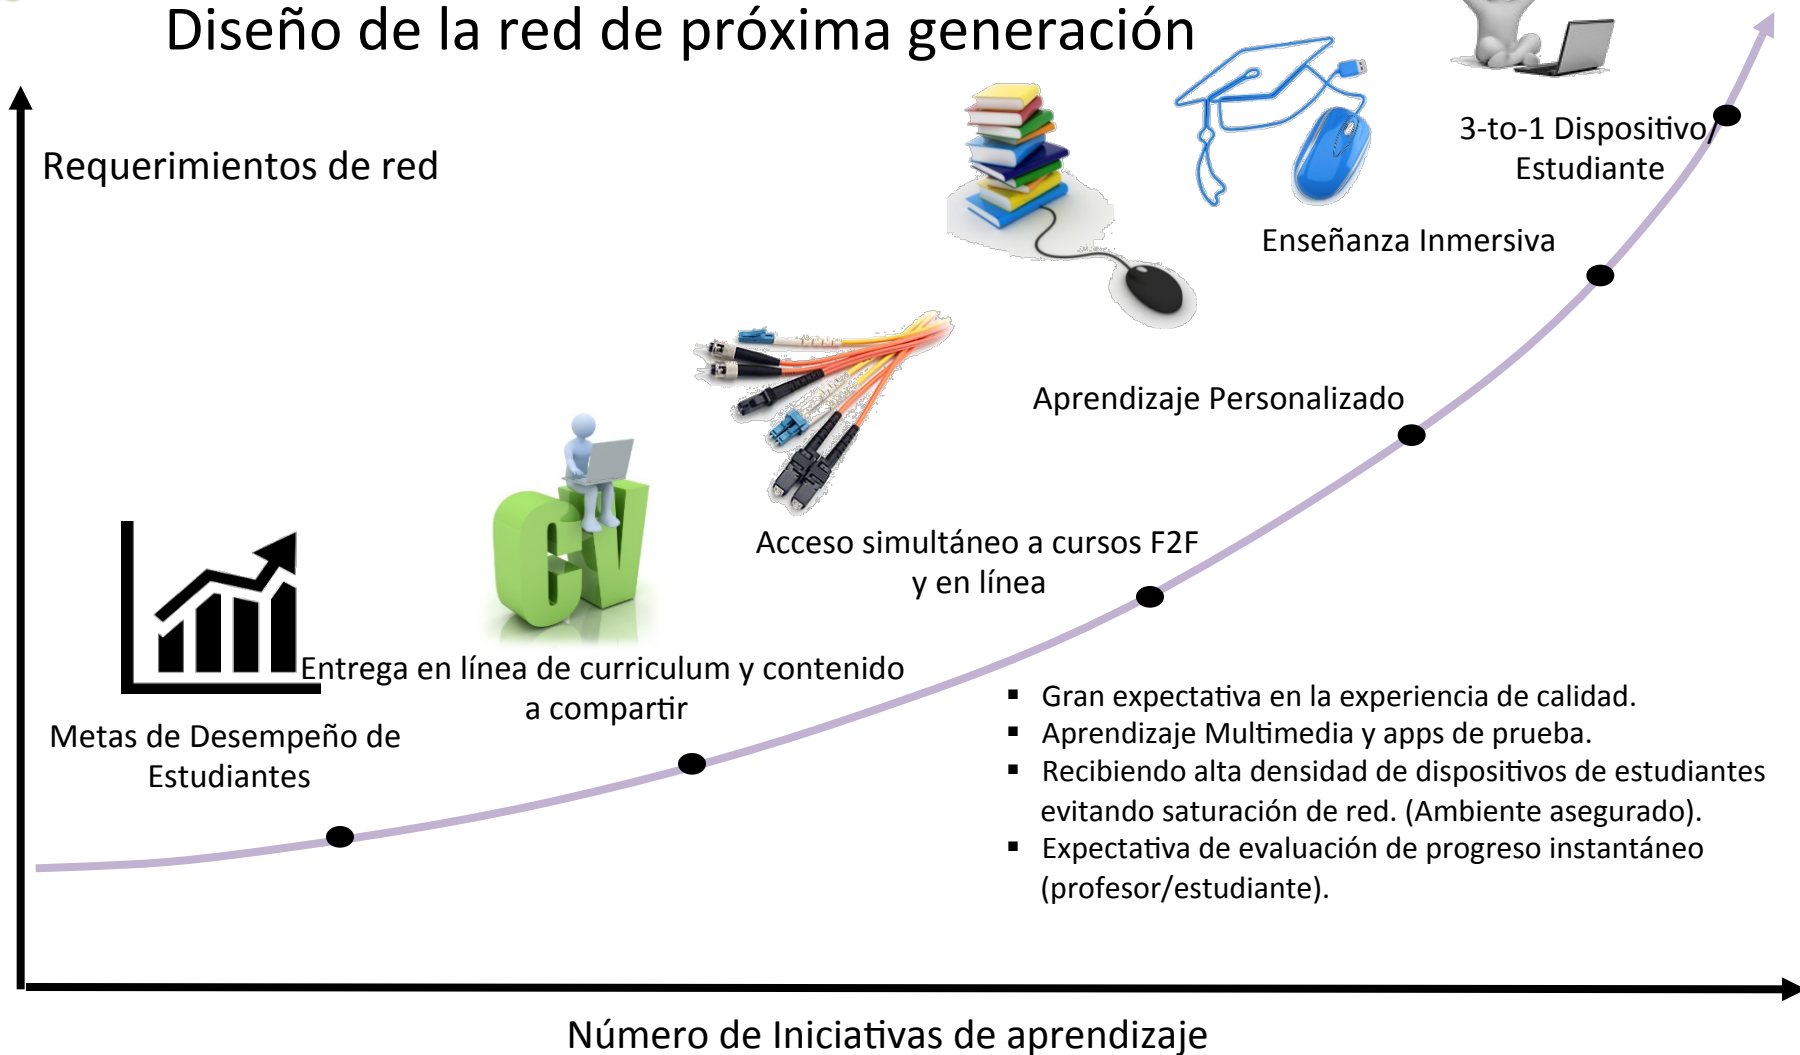 Diseño de la red de próxima generación
Requerimientos de red
3-to-1 Dispositivo/
Estudiante
Enseñanza Inmersiva
Aprendizaje Personalizado
Acceso simultáneo a cursos F2F
y en línea
CV
Entrega en línea de curriculum y contenido
a compartir
Metas de Desempeño de
Estudiantes
▪ Gran expectativa en la experiencia de calidad.
▪ Aprendizaje Multimedia y apps de prueba.
▪ Recibiendo alta densidad de dispositivos de estudiantes
evitando saturación de red. (Ambiente asegurado).
▪ Expectativa de evaluación de progreso instantáneo
(profesor/estudiante).
Número de Iniciativas de aprendizaje